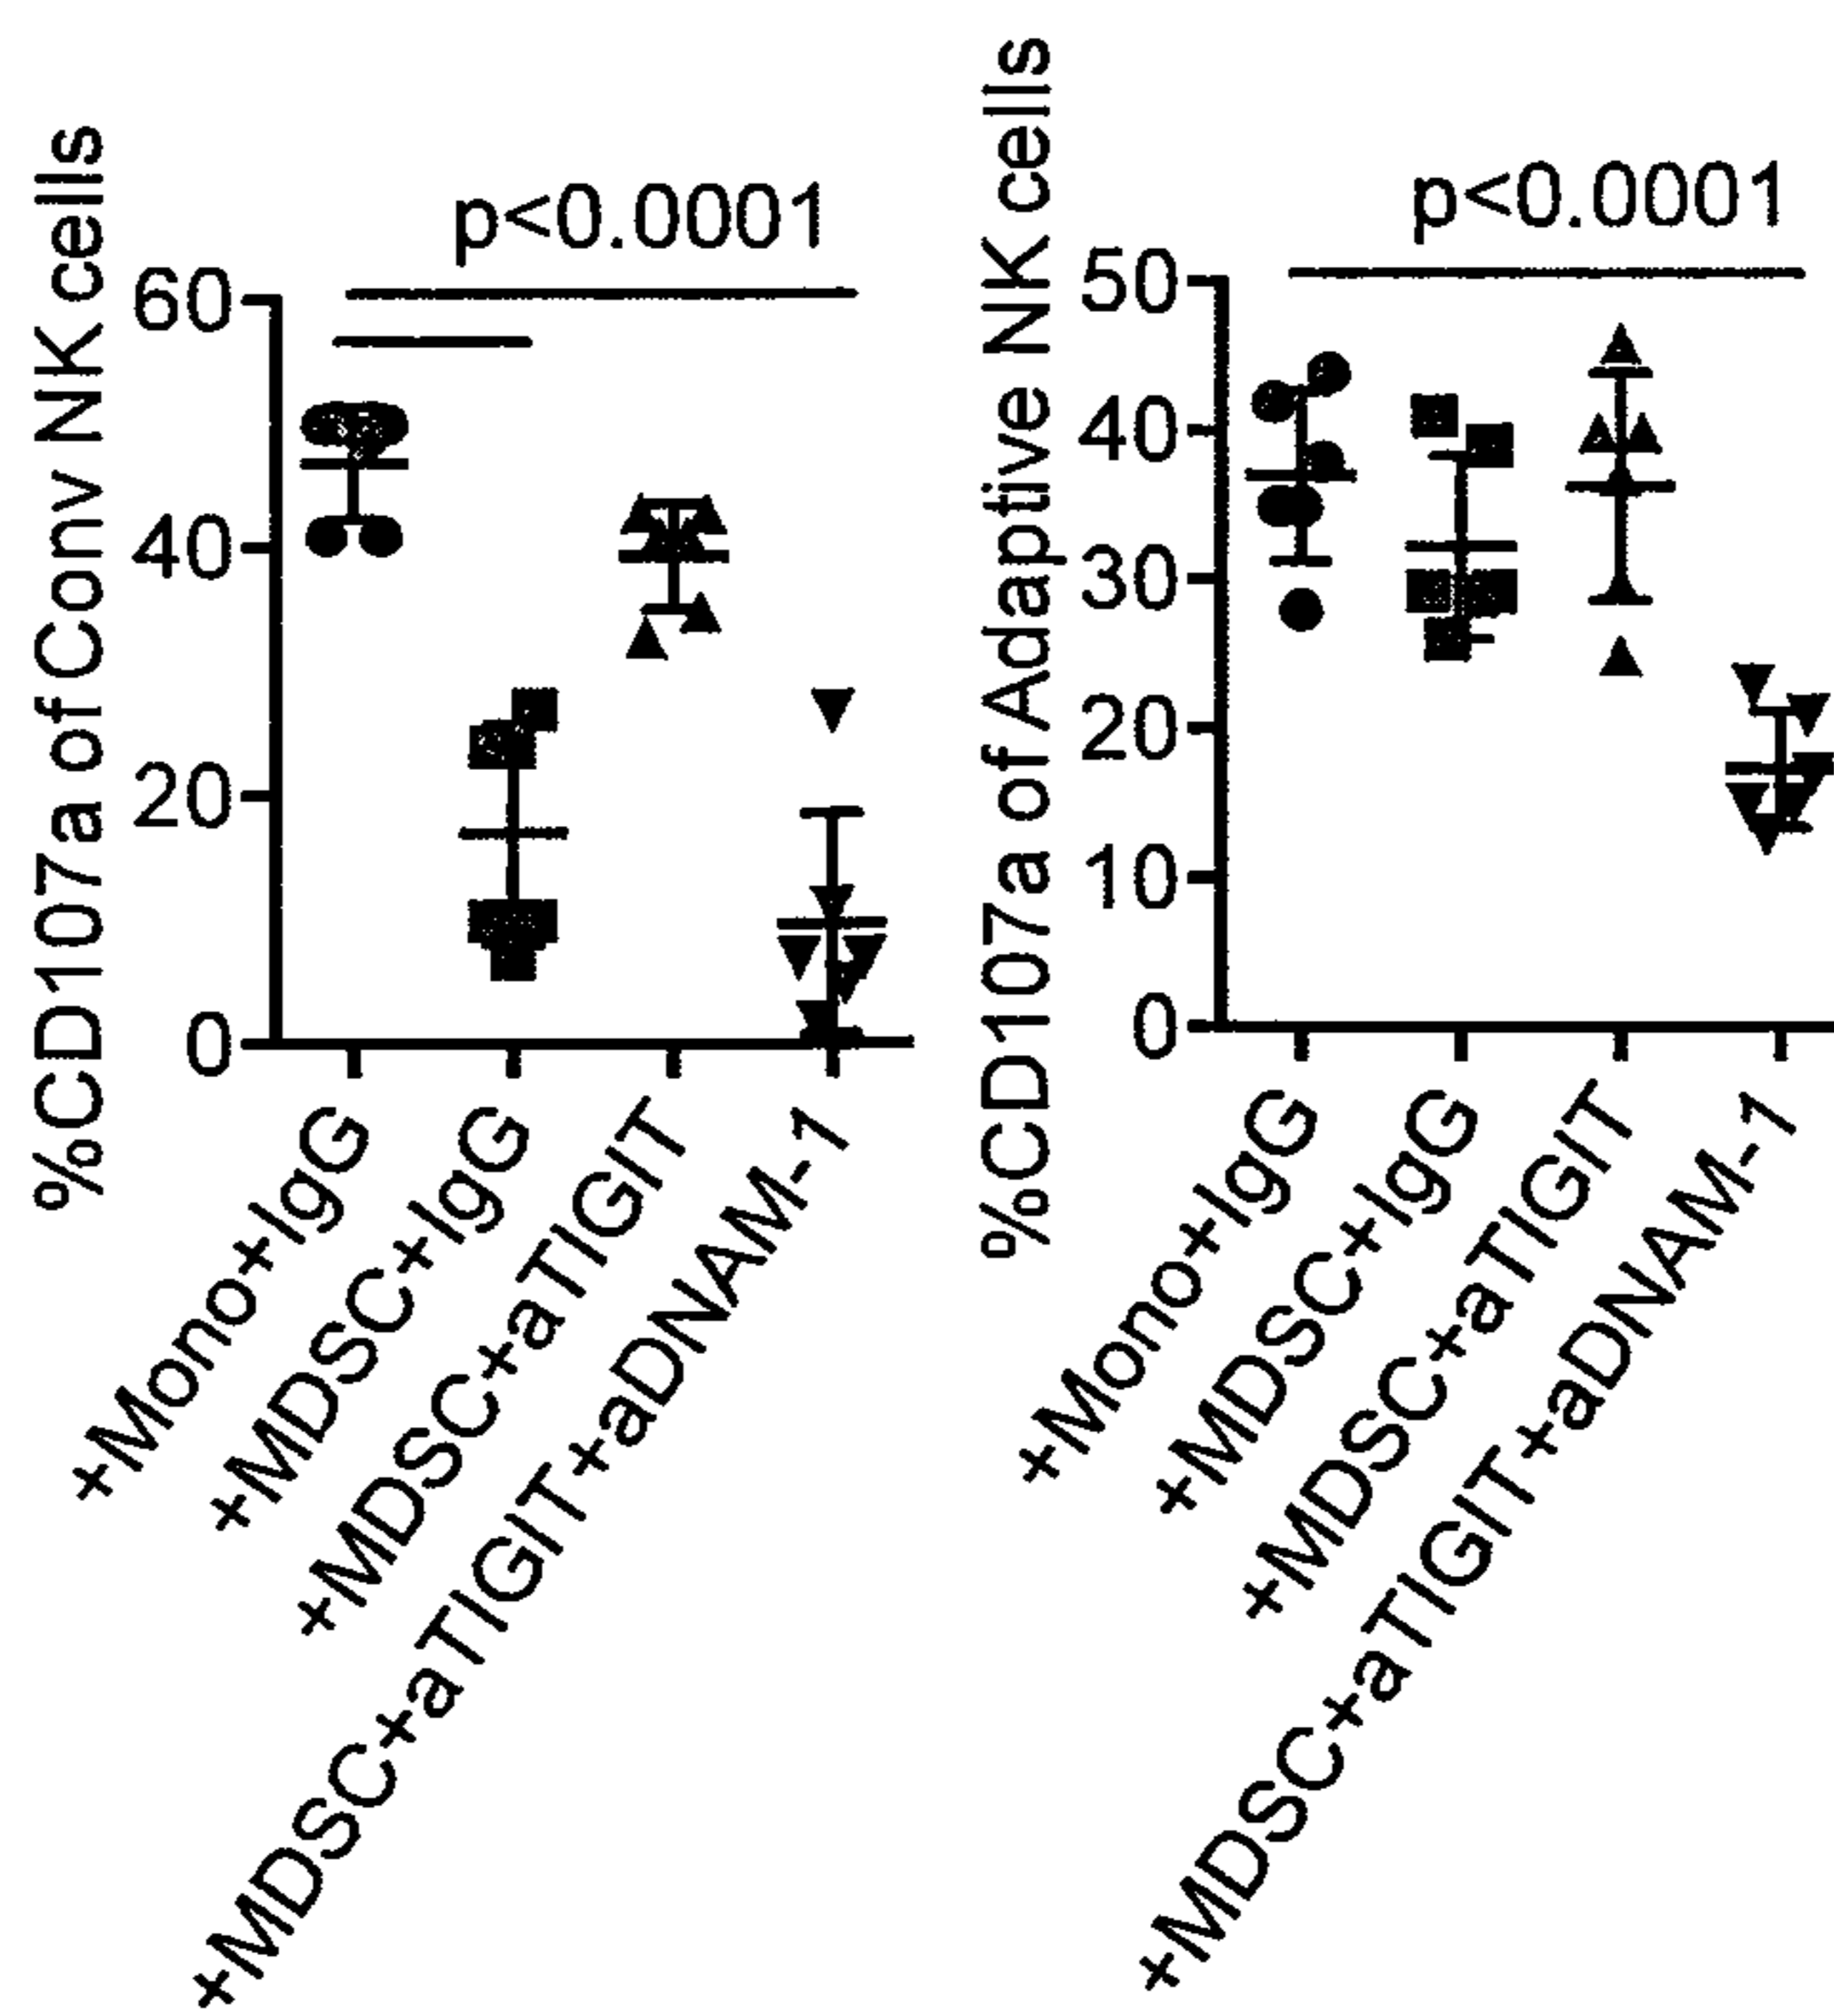 %CD107a of Conv NK cells
p<0.0001
60
40
20
0
+Mono+IgG
+MDSC+IgG
+MDSC+aTIGIT
+MDSC+aTIGIT+aDNAM-1
%CD107a of Adaptive NK cells
p<0.0001
50
40
30
20
10
0
+Mono+IgG
+MDSC+IgG
+MDSC+aTIGIT
+MDSC+aTIGIT+aDNAM-1